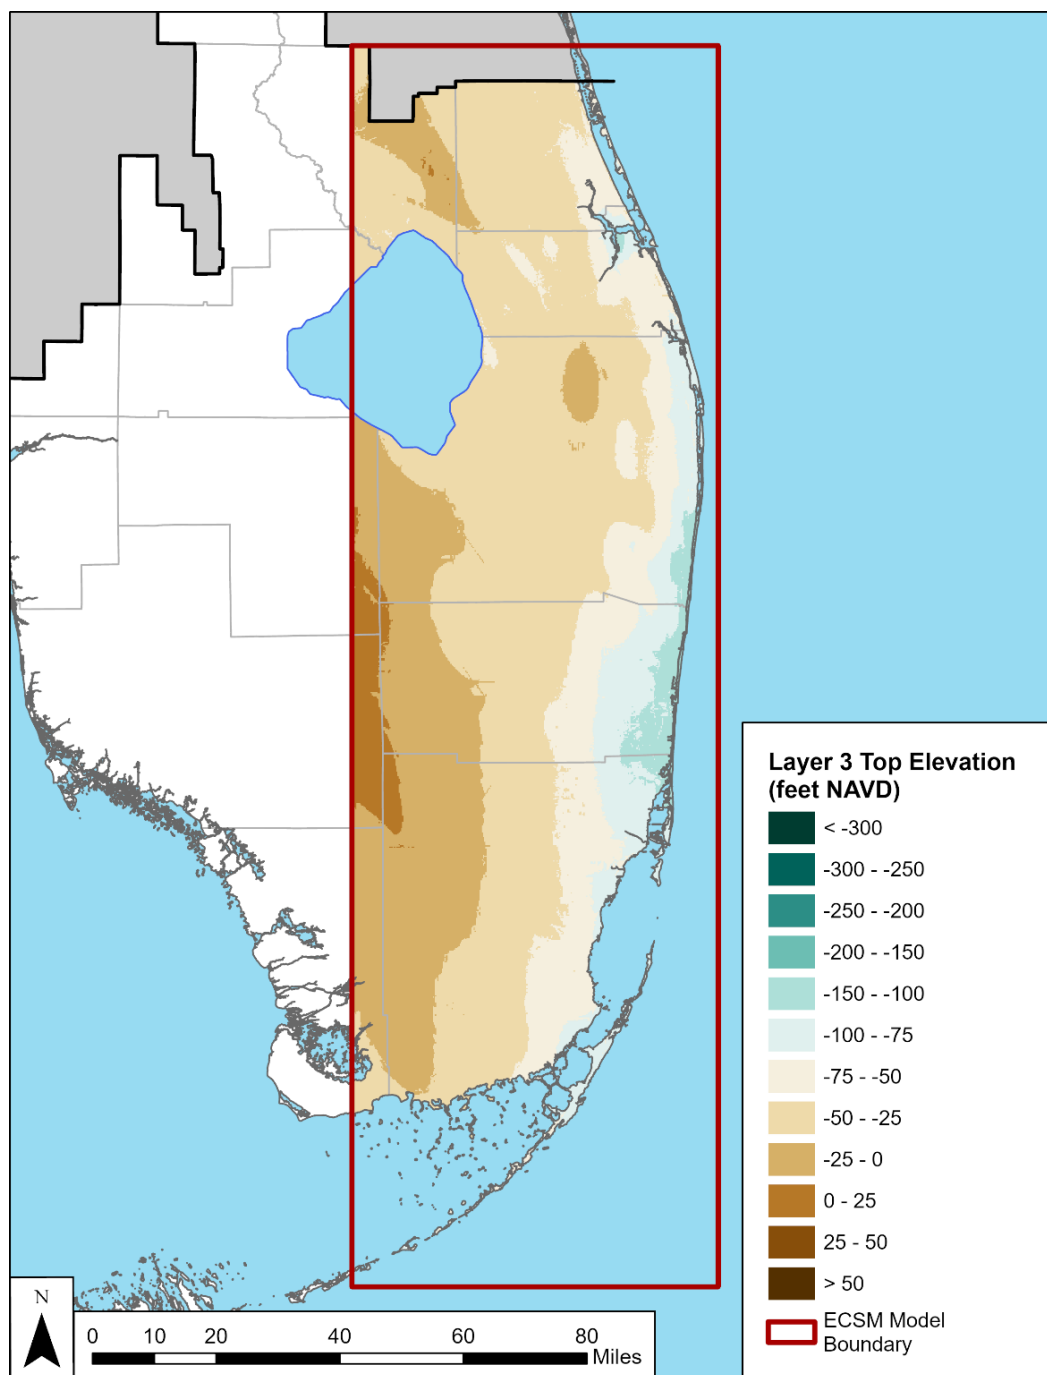 Layer 3 Top Elevation
(feet NAVD)
< -300
-300 - -250
-250 - -200
-200 - -150
-150 - -100
-100 - -75
-75 - -50
-50 - -25
-25 - 0
0 - 25
25 - 50
> 50
ECSM Model
Boundary
N
0 10 20 40 60 80
Miles